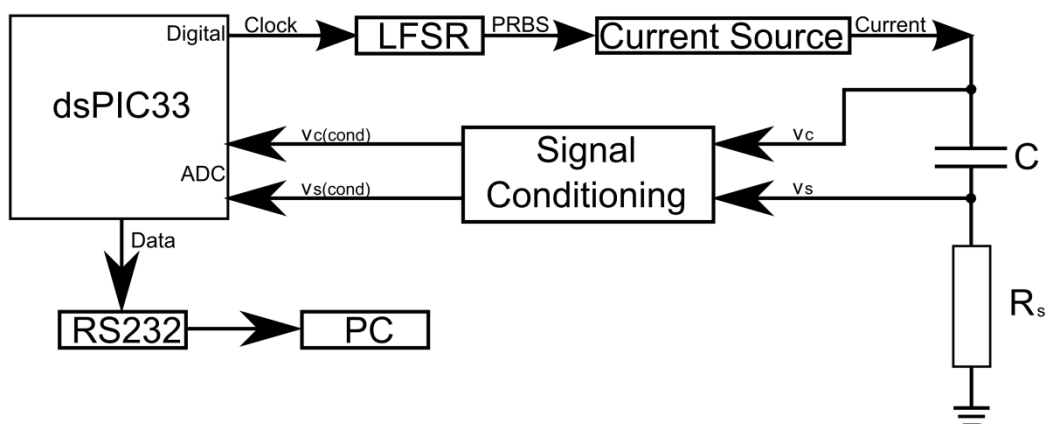 Digital
Clock
LFSR
PRBS
Current Source
Current
dsPIC33
vc(cond)
Signal
Conditioning
vc
C
ADC
vs(cond)
vs
Data
Rs
RS232
PC